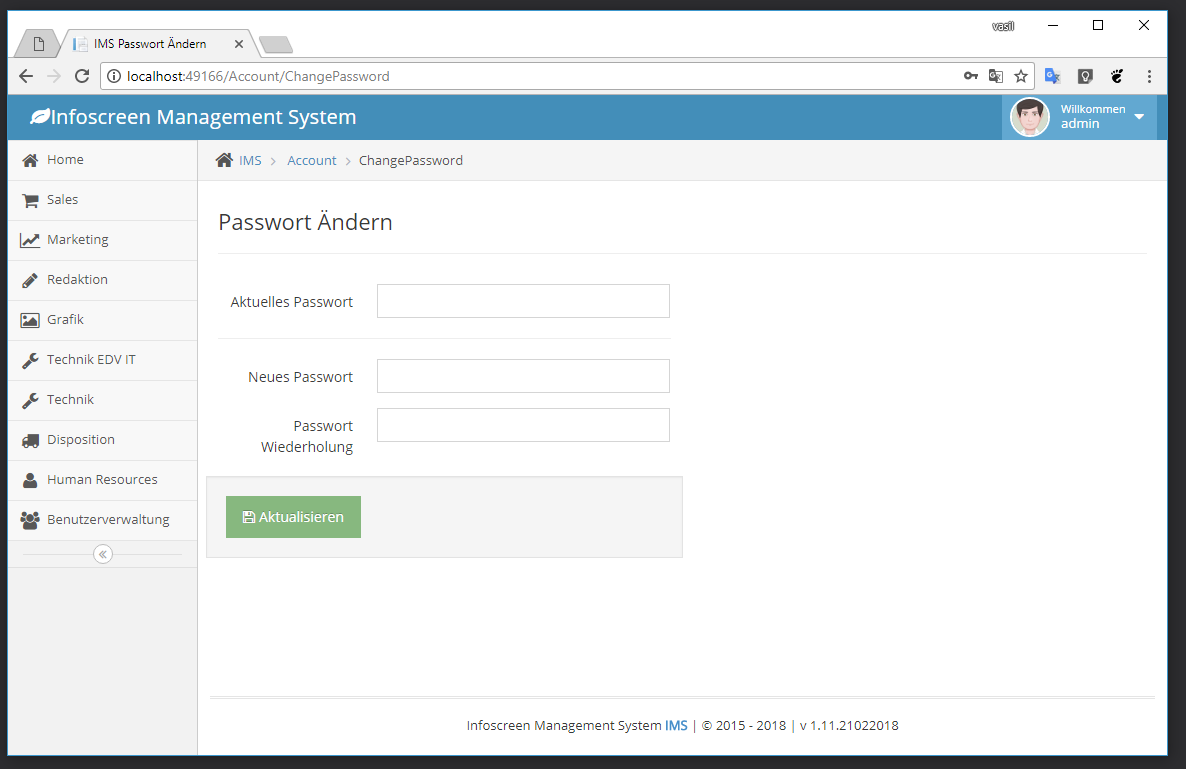 vasil
IMS Passwort Ändern
localhost:49166/Account/ChangePassword
Infoscreen Management System
Willkommen
admin
Home
Sales
Marketing
Redaktion
Grafik
Technik EDV IT
Technik
Disposition
Human Resources
Benutzerverwaltung
IMS
Account
ChangePassword
Passwort Ändern
Aktuelles Passwort
Neues Passwort
Passwort
Wiederholung
Aktualisieren
Infoscreen Management System IMS | © 2015 - 2018 | v 1.11.21022018